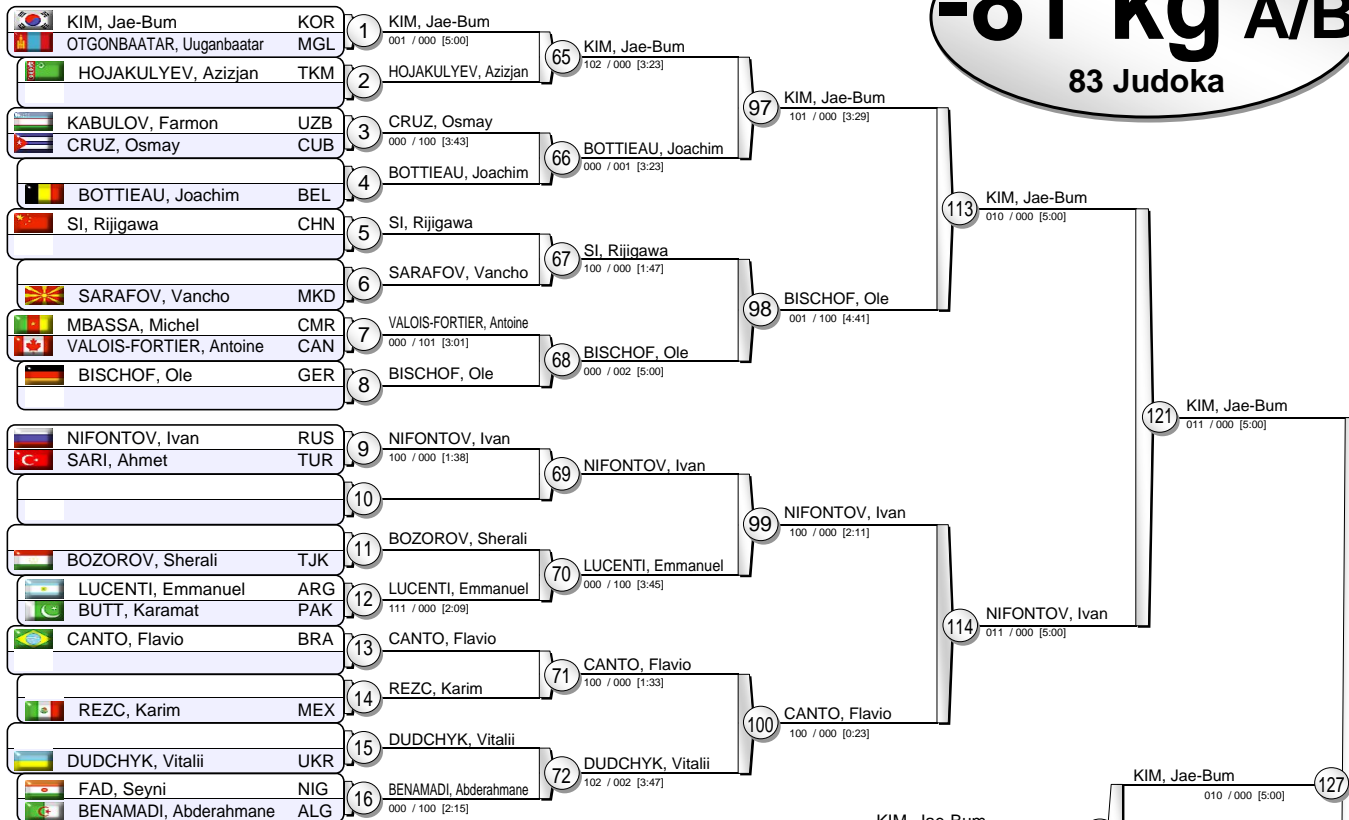 -81 kg A/B
83 Judoka
KIM, Jae-Bum KOR
OTGONBAATAR, Uuganbaatar MGL
1
HOJAKULYEV, Azizjan TKM
2
KABULOV, Farmon UZB
CRUZ, Osmay CUB
3
BOTTIEAU, Joachim BEL
4
SI, Rijigawa CHN
5
SARAFOV, Vancho MKD
6
MBASSA, Michel CMR
VALOIS-FORTIER, Antoine CAN
7
BISCHOF, Ole GER
8
NIFONTOV, Ivan RUS
SARI, Ahmet TUR
9
10
BOZOROV, Sherali TJK
11
LUCENTI, Emmanuel ARG
BUTT, Karamat PAK
12
CANTO, Flavio BRA
13
REZC, Karim MEX
14
DUDCHYK, Vitalii UKR
15
FAD, Seyni NIG
BENAMADI, Abderahmane ALG
16
KIM, Jae-Bum
001 / 000 [5:00]
HOJAKULYEV, Azizjan
65
CRUZ, Osmay
000 / 100 [3:43]
BOTTIEAU, Joachim
66
SI, Rijigawa
SARAFOV, Vancho
67
VALOIS-FORTIER, Antoine
000 / 101 [3:01]
BISCHOF, Ole
68
NIFONTOV, Ivan
100 / 000 [1:38]
69
BOZOROV, Sherali
LUCENTI, Emmanuel
111 / 000 [2:09]
70
CANTO, Flavio
REZC, Karim
71
DUDCHYK, Vitalii
BENAMADI, Abderahmane
000 / 100 [2:15]
72
KIM, Jae-Bum
102 / 000 [3:23]
BOTTIEAU, Joachim
000 / 001 [3:23]
97
SI, Rijigawa
100 / 000 [1:47]
BISCHOF, Ole
000 / 002 [5:00]
98
NIFONTOV, Ivan
LUCENTI, Emmanuel
000 / 100 [3:45]
99
CANTO, Flavio
100 / 000 [1:33]
DUDCHYK, Vitalii
102 / 002 [3:47]
100
KIM, Jae-Bum
101 / 000 [3:29]
BISCHOF, Ole
001 / 100 [4:41]
113
NIFONTOV, Ivan
100 / 000 [2:11]
CANTO, Flavio
100 / 000 [0:23]
114
KIM, Jae-Bum
010 / 000 [5:00]
NIFONTOV, Ivan
011 / 000 [5:00]
121
KIM, Jae-Bum
011 / 000 [5:00]
KIM, Jae-Bum
010 / 000 [5:00]
127
KIM, Jae-Bum